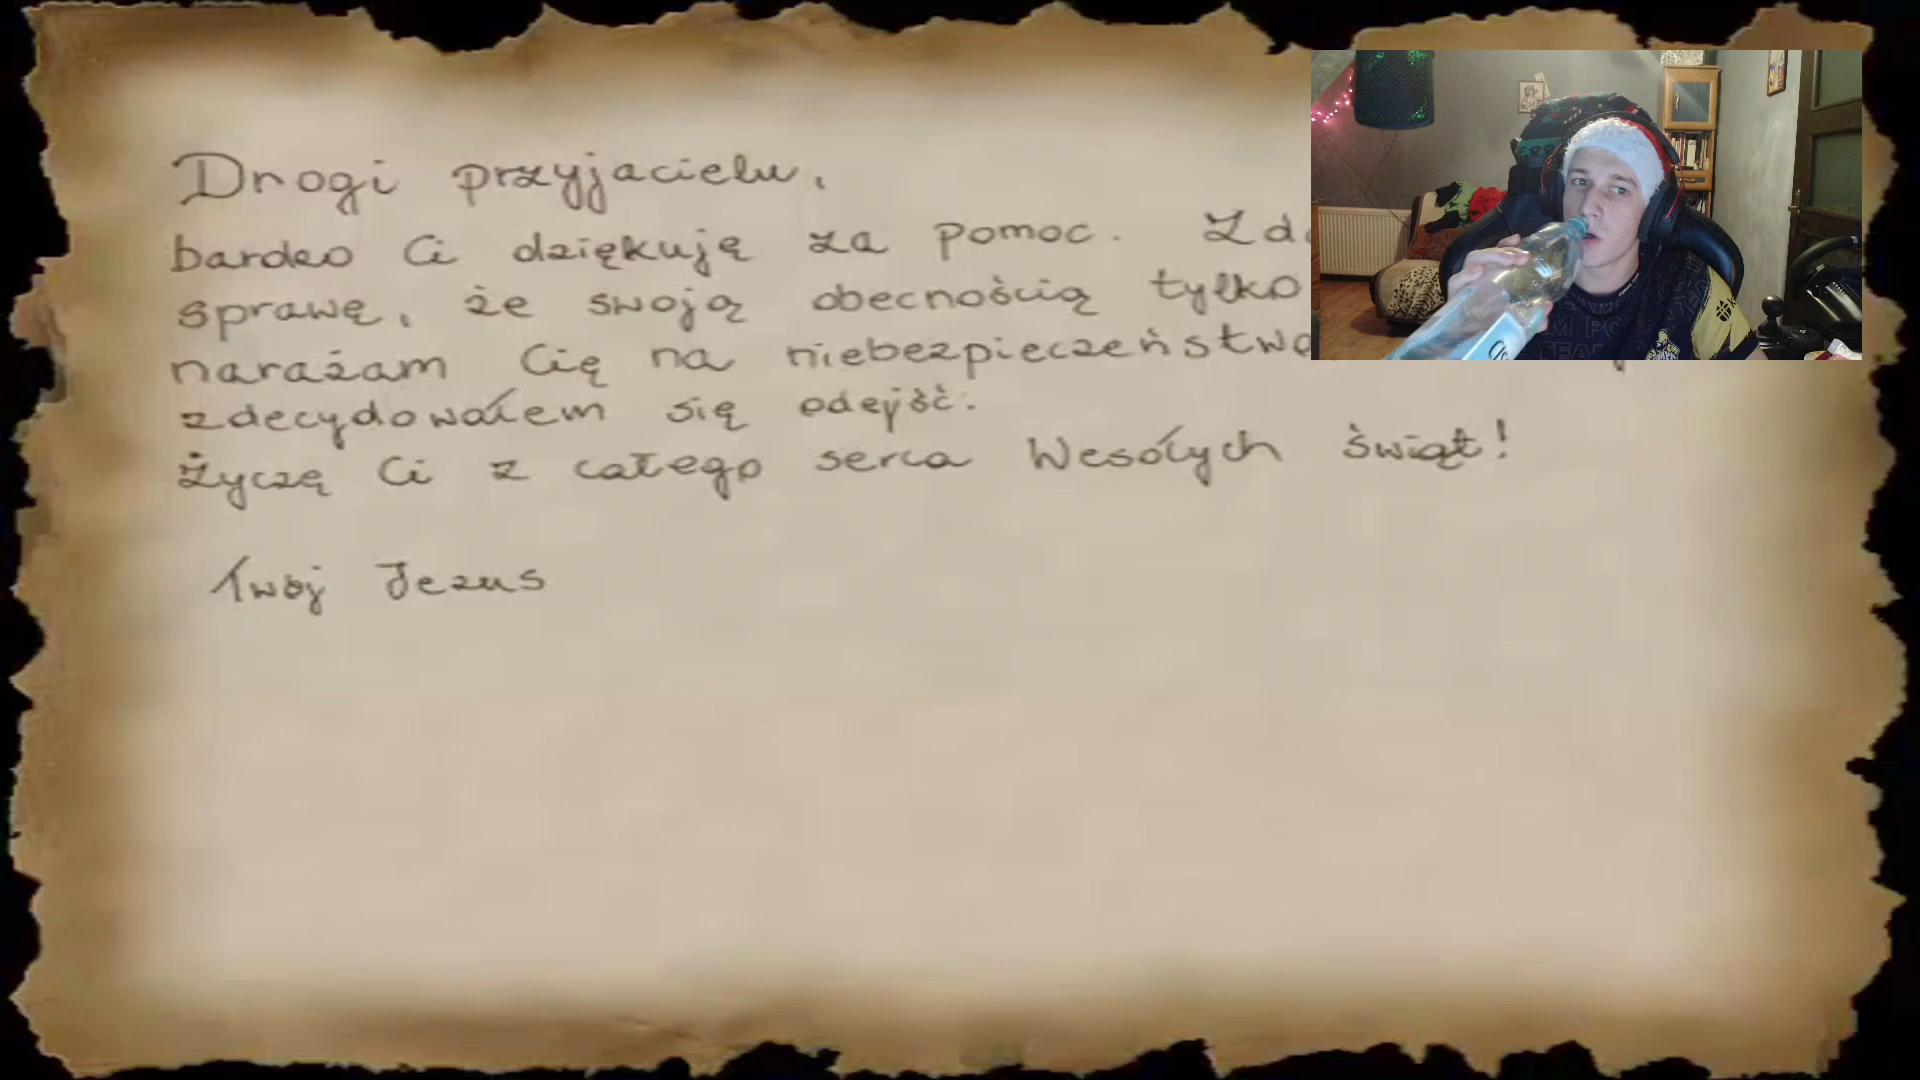 Drogi przyjacielu,
bardzo Ci dziękuję za pomoc.
sprawę, że swoją obecnością tylko
narażam Cię na
zdecydowałem się odejść.
Życzę Ci z całego serca Wesołych świąt!
Twój Jezus